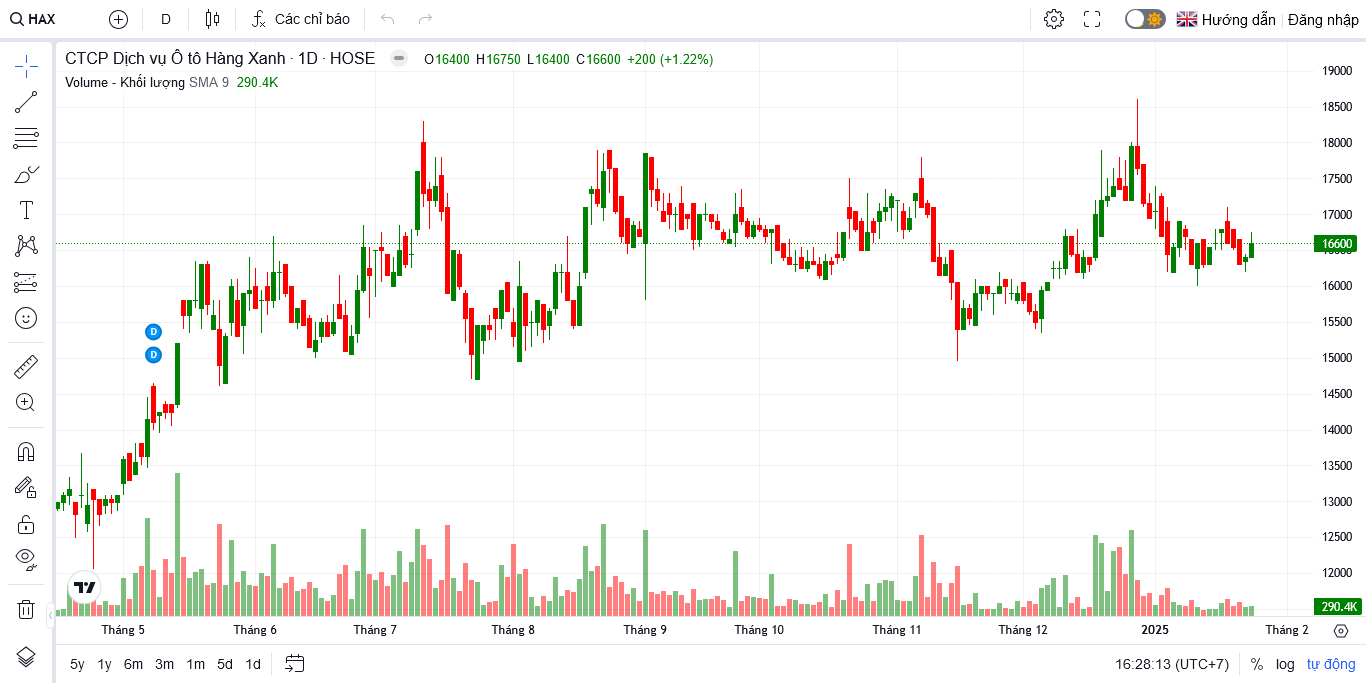 HAX D Các chỉ báo Hướng dẫn Đăng nhập
CTCP Dịch vụ Ô tô Hàng Xanh · 1D · HOSE O16400 H16750 L16400 C16600 +200 (+1.22%)
Volume - Khối lượng SMA 9 290.4K
19000
18500
18000
17500
17000
16600
16000
15500
D
D
15000
14500
14000
13500
13000
12500
12000
290.4K
Tháng 5 Tháng 6 Tháng 7 Tháng 8 Tháng 9 Tháng 10 Tháng 11 Tháng 12 2025 Tháng 2
5y 1y 6m 3m 1m 5d 1d 16:28:13 (UTC+7) % log tự động